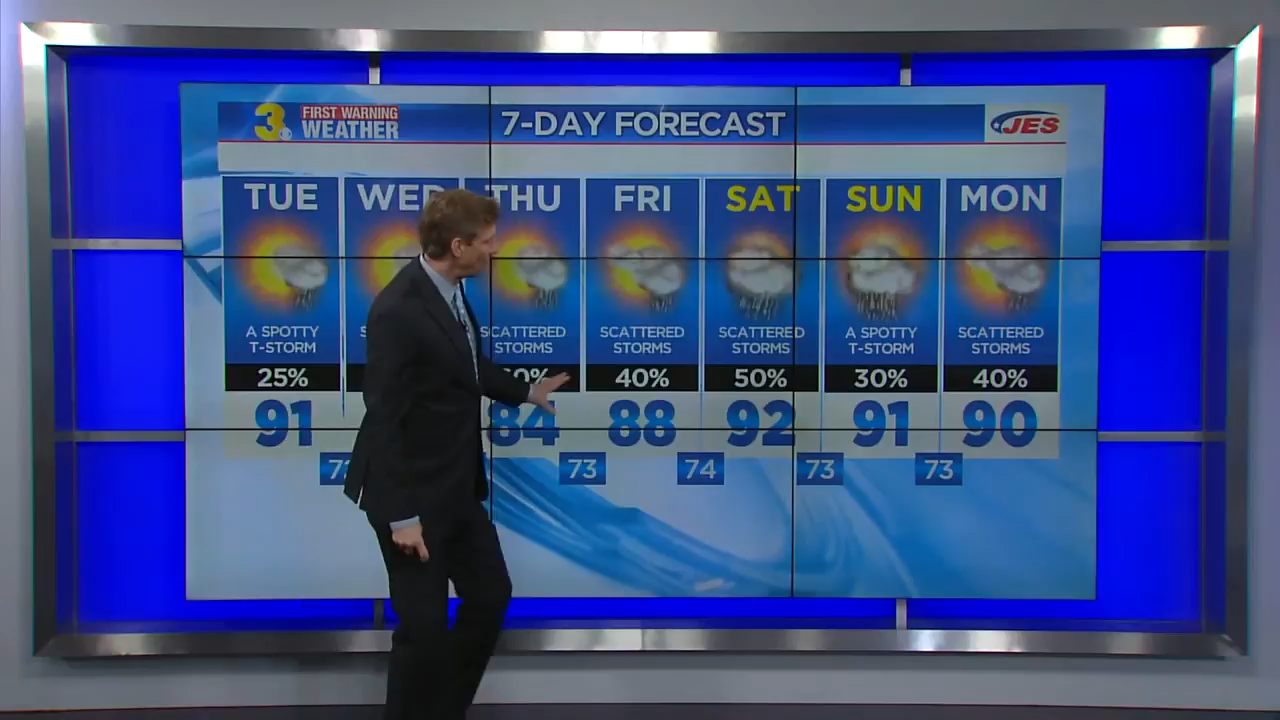 3 FIRST WARNING
WEATHER
7-DAY FORECAST
JES
TUE WED THU FRI SAT SUN MON
A SPOTTY
T-STORM
SCATTERED
STORMS
SCATTERED
STORMS
SCATTERED
STORMS
A SPOTTY
T-STORM
SCATTERED
STORMS
25% 40% 50% 30% 40%
91 84 88 92 91 90
73 74 73 73